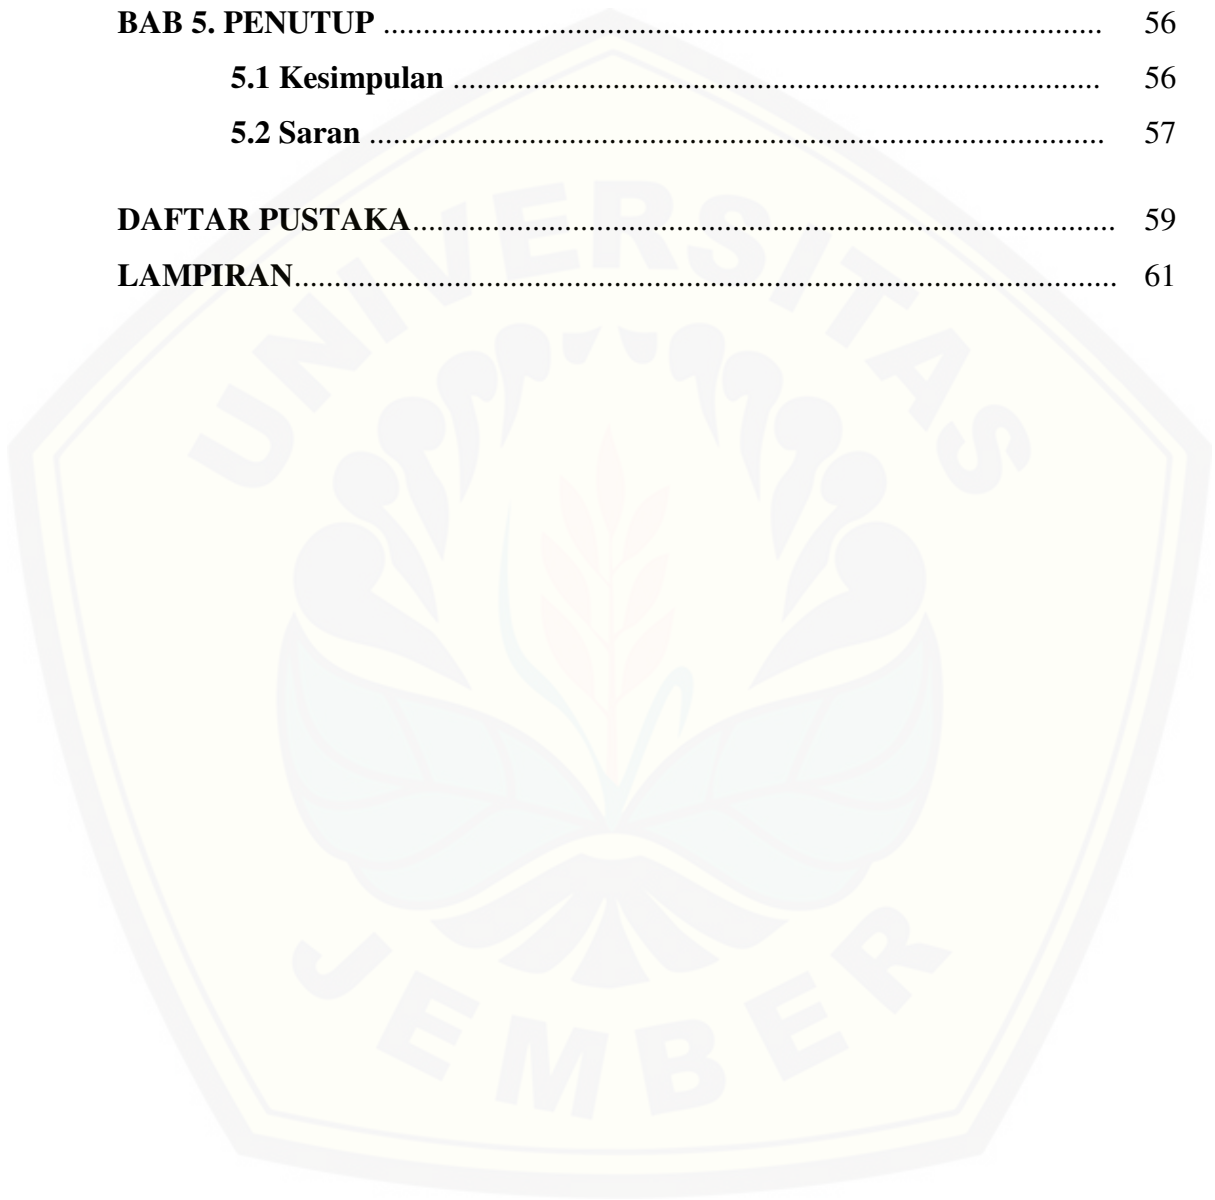 BAB 5. PENUTUP ........................................................................................... 56
5.1 Kesimpulan .................................................................................. 56
5.2 Saran ............................................................................................. 57
DAFTAR PUSTAKA......................................................................................... 59
LAMPIRAN........................................................................................................ 61
UNIVERSITAS
JEMBER